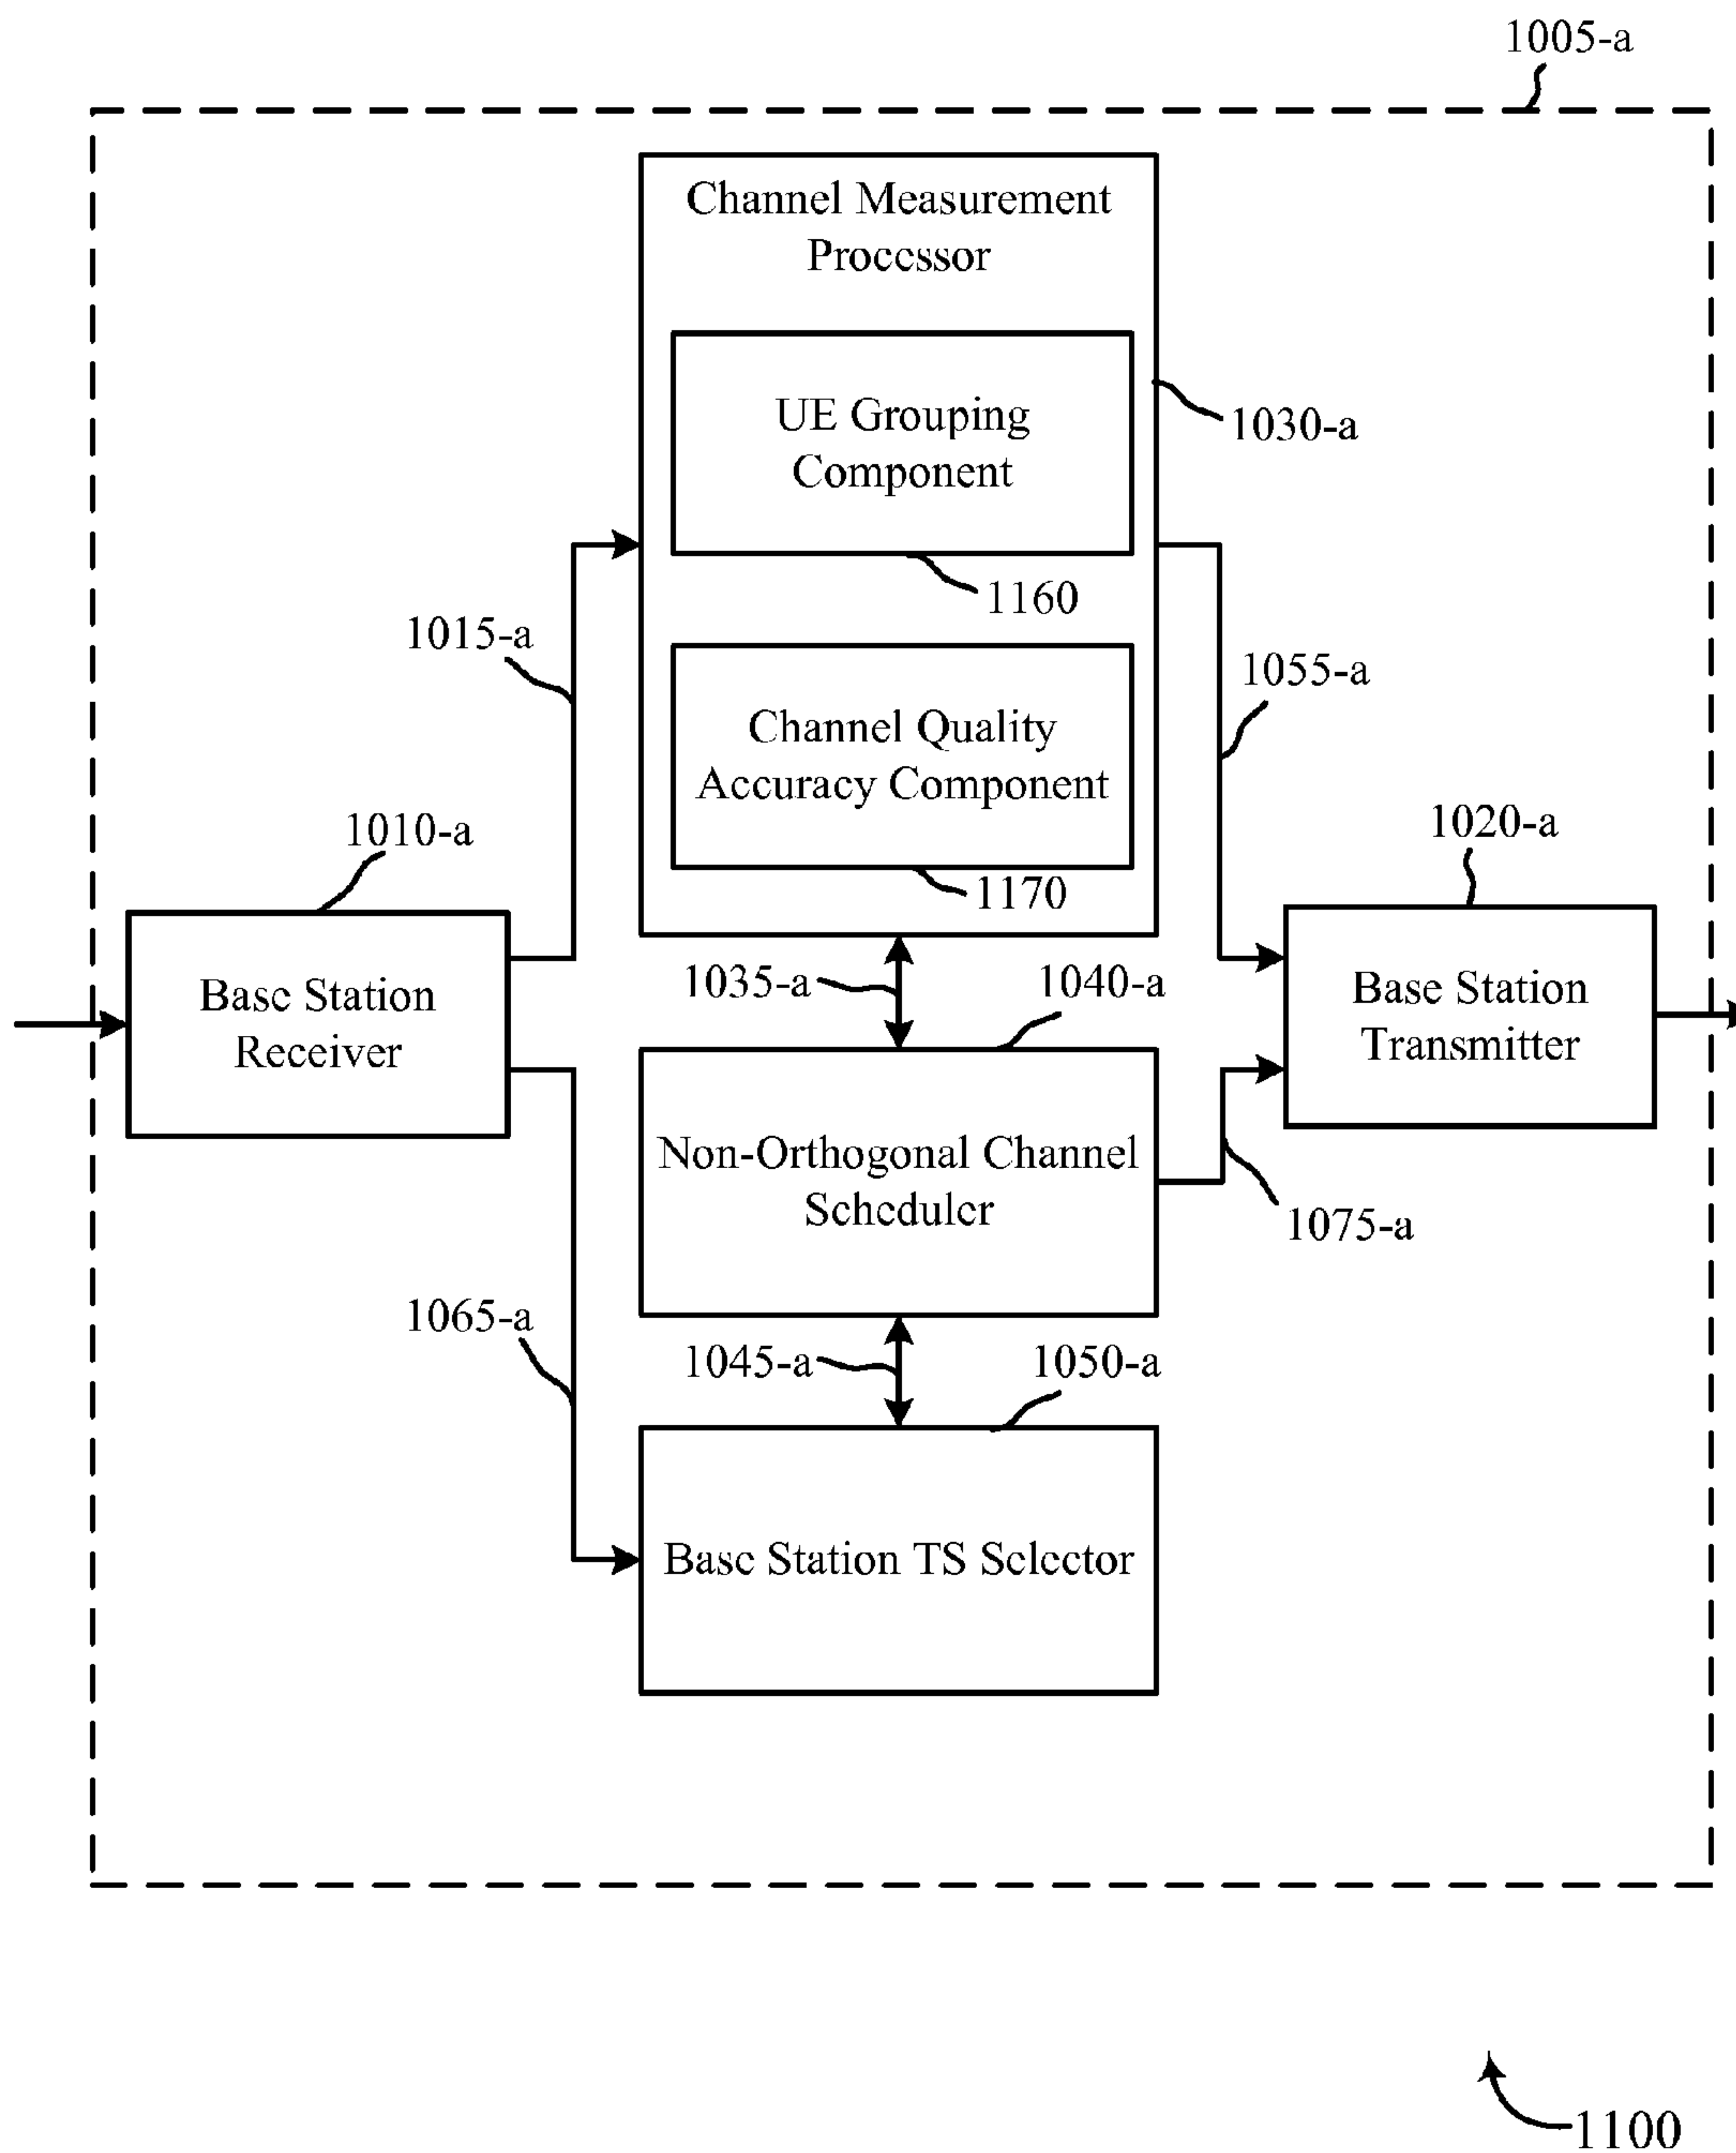 1005-a
Channel Measurement
Processor
UE Grouping
Component
1030-a
1160
1015-a
1055-a
Channel Quality
Accuracy Component
1170
1010-a
1020-a
Base Station
Receiver
1035-a
1040-a
Base Station
Transmitter
Non-Orthogonal Channel
Scheduler
1075-a
1065-a
1045-a
1050-a
Base Station TS Selector
1100